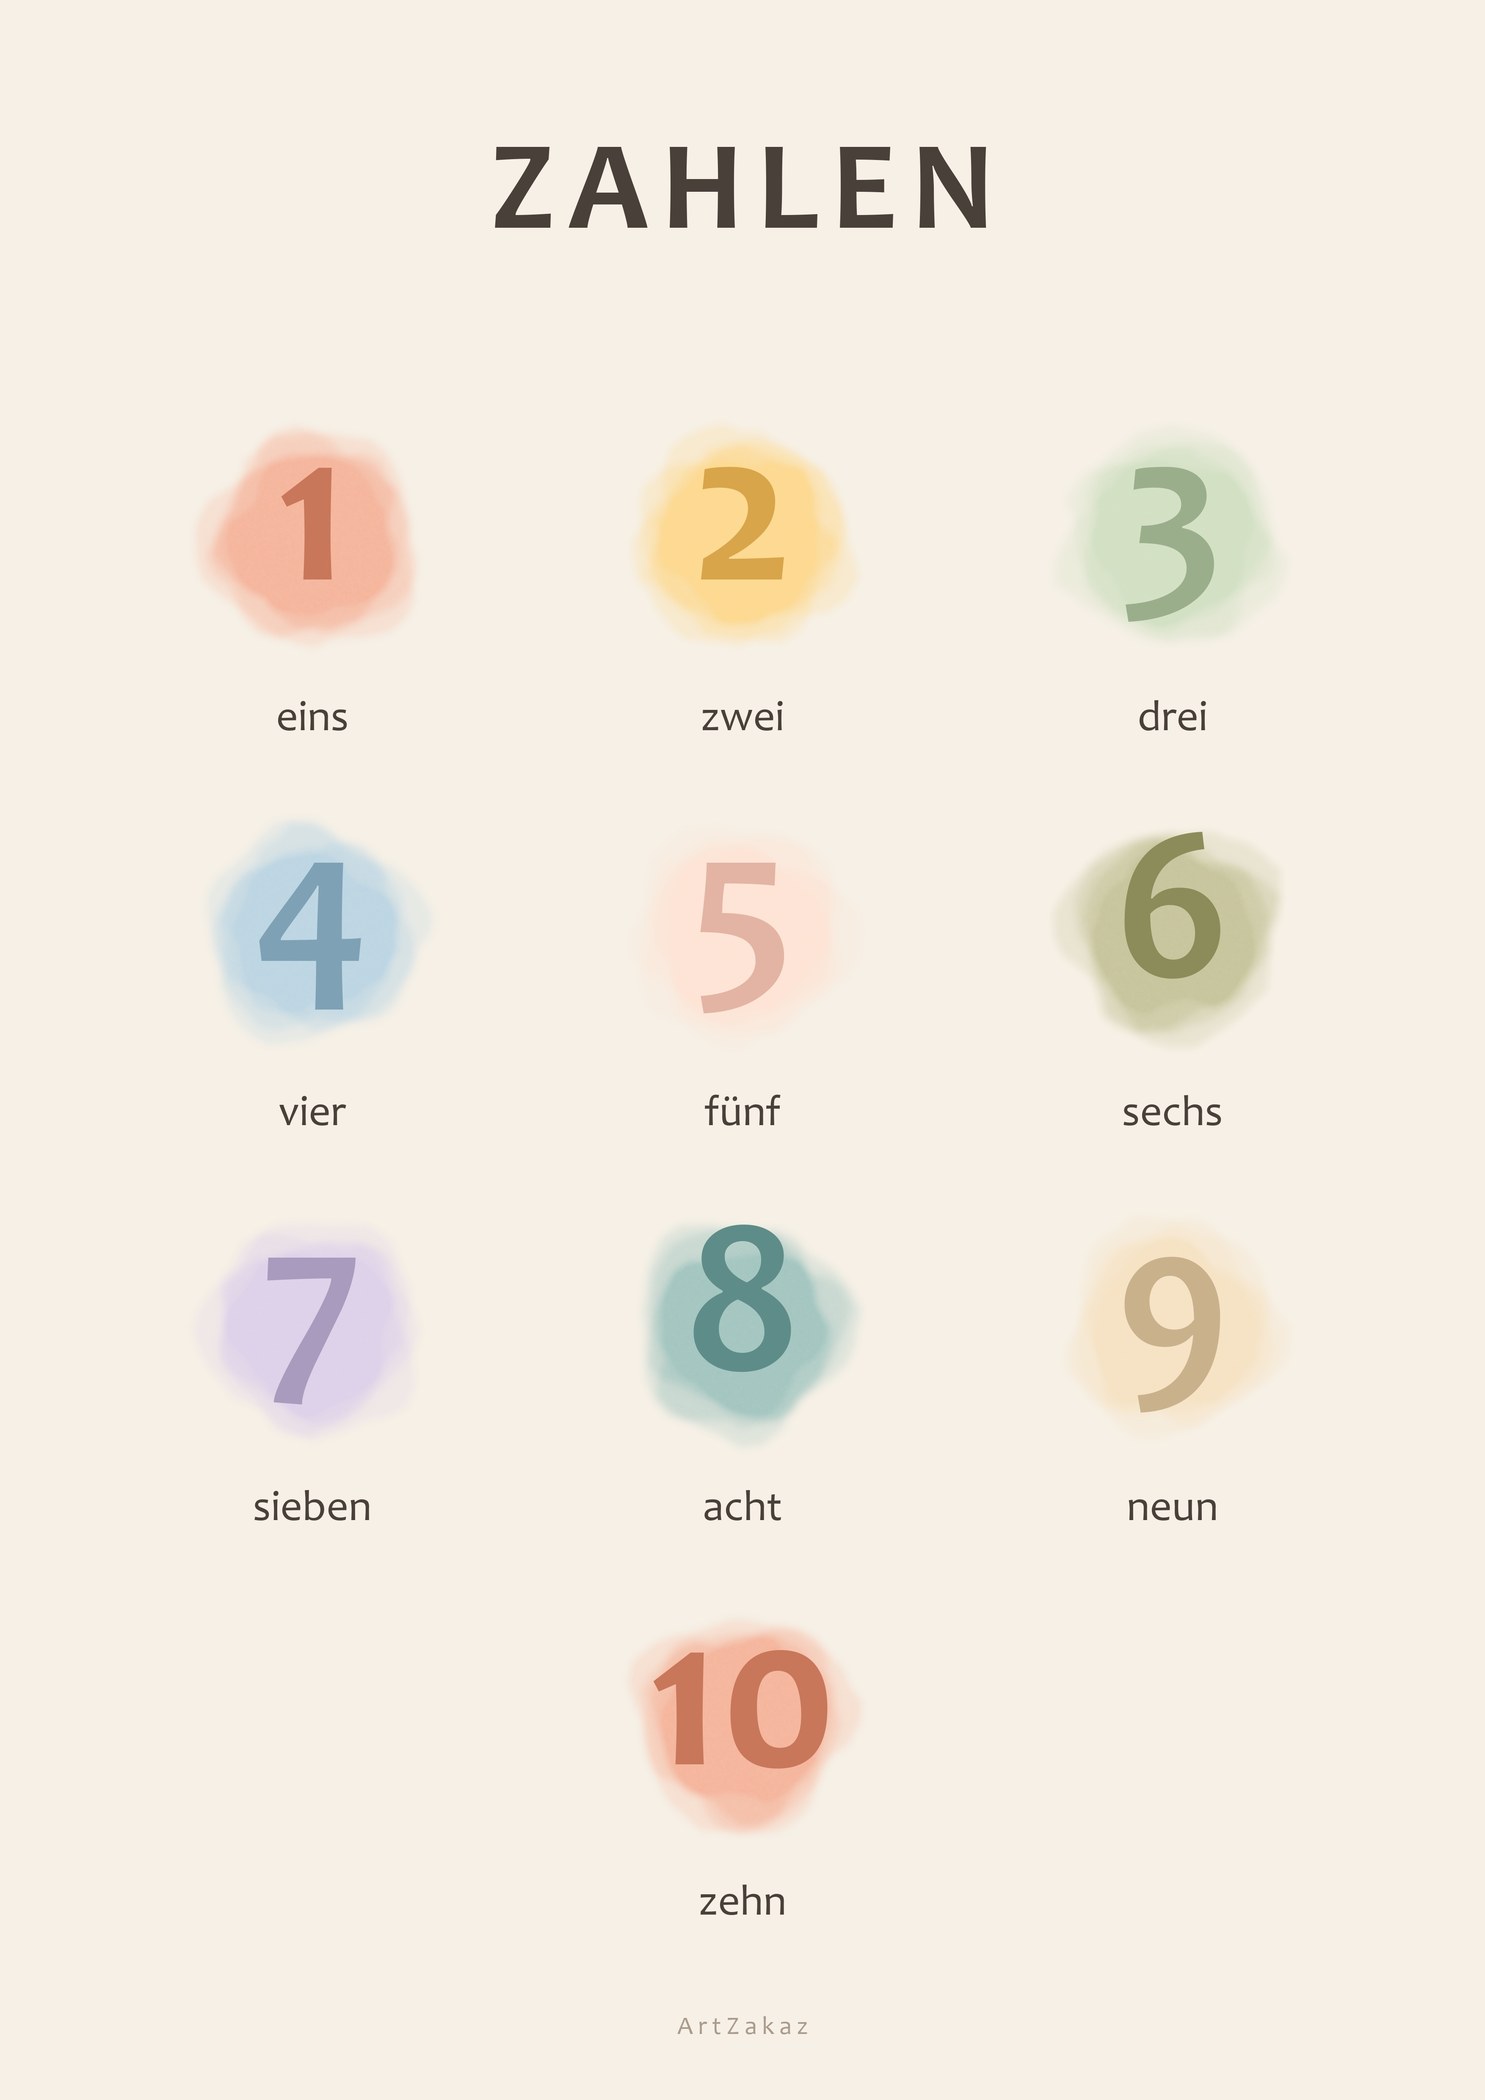 ZAHLEN
1 2 3
eins zwei drei
4 5 6
vier fünf sechs
7 8 9
sieben acht neun
10
zehn
ArtZakaz